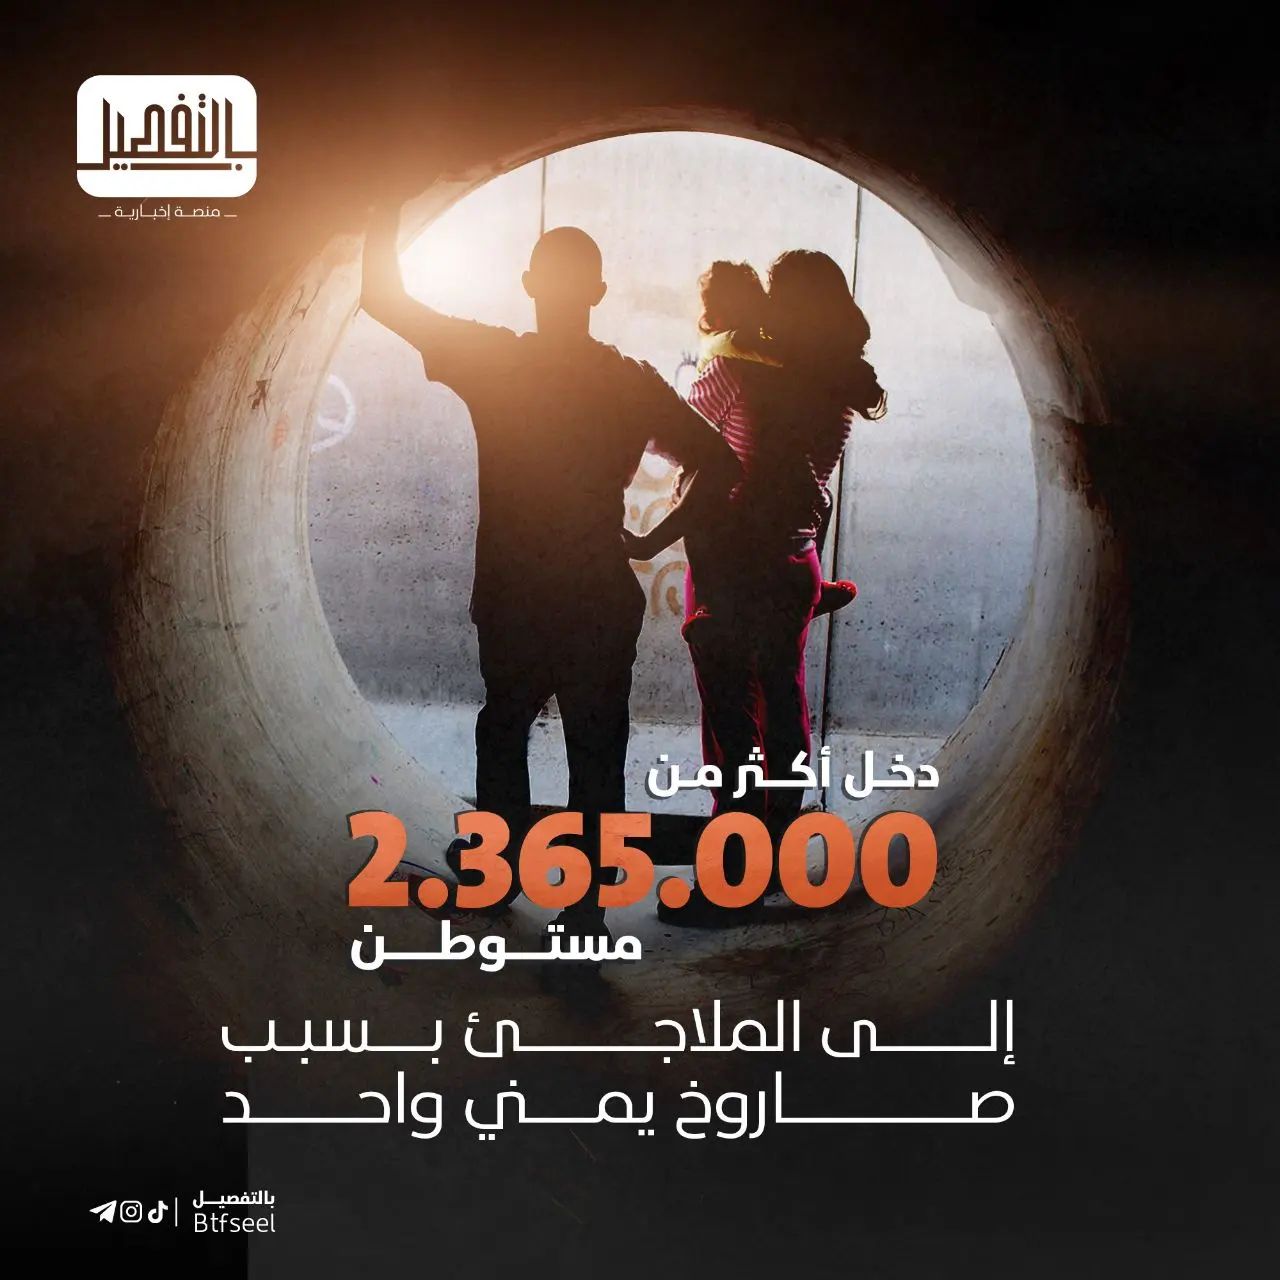 بالتفصيل
منصة إخبارية
دخل أكثر من
2.365.000
مستوطن
إلى الملاجئ بسبب
صاروخ يمني واحد
بالتفصيل
Btfseel